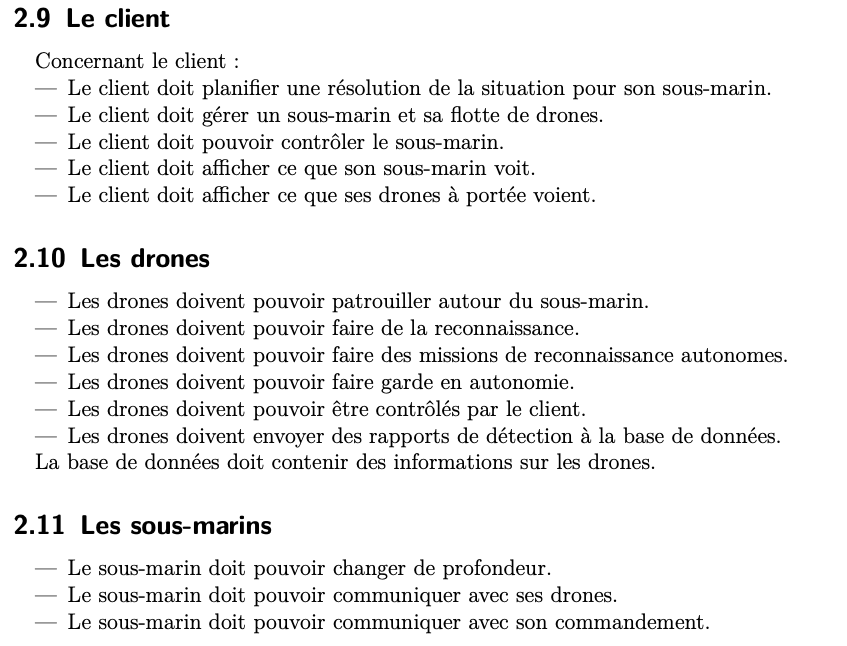 2.9 Le client
Concernant le client :
— Le client doit planifier une résolution de la situation pour son sous-marin.
— Le client doit gérer un sous-marin et sa flotte de drones.
— Le client doit pouvoir contrôler le sous-marin.
— Le client doit afficher ce que son sous-marin voit.
— Le client doit afficher ce que ses drones à portée voient.
2.10 Les drones
— Les drones doivent pouvoir patrouiller autour du sous-marin.
— Les drones doivent pouvoir faire de la reconnaissance.
— Les drones doivent pouvoir faire des missions de reconnaissance autonomes.
— Les drones doivent pouvoir faire garde en autonomie.
— Les drones doivent pouvoir être contrôlés par le client.
— Les drones doivent envoyer des rapports de détection à la base de données.
La base de données doit contenir des informations sur les drones.
2.11 Les sous-marins
— Le sous-marin doit pouvoir changer de profondeur.
— Le sous-marin doit pouvoir communiquer avec ses drones.
— Le sous-marin doit pouvoir communiquer avec son commandement.